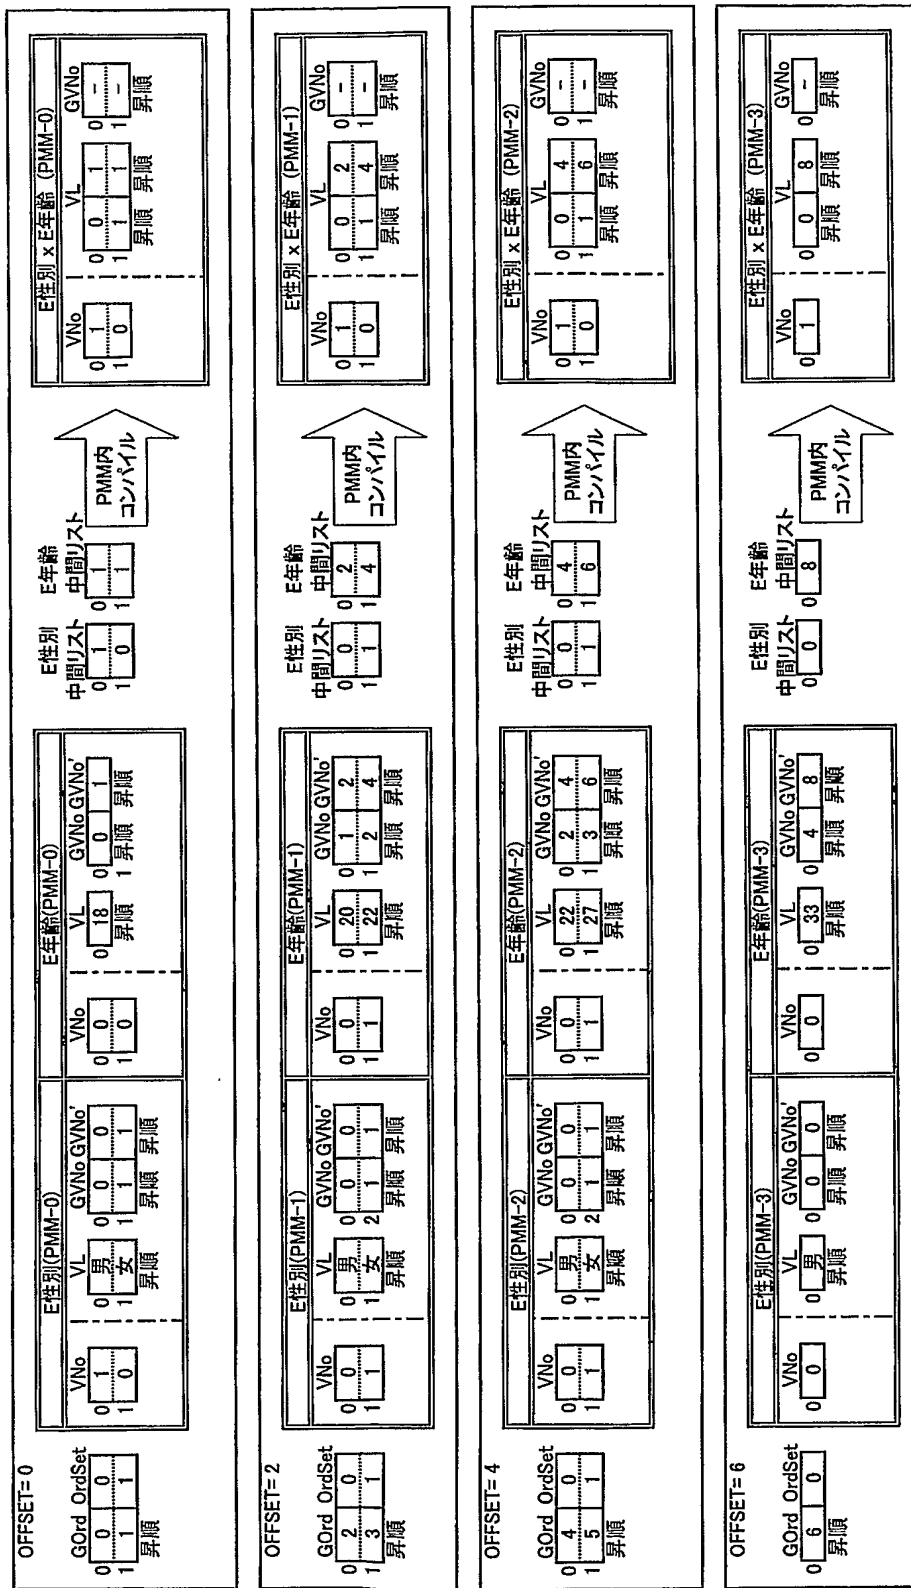 OFFSET= 0
E性別(PMM-0) E年齢(PMM-0) E性別 x E年齢 (PMM-0)
GOrd OrdSet VNo VL GVNo GVNo' VNo VL GVNo GVNo' E性別 中間リスト E年齢 中間リスト VNo VL GVNo
0 0 0 0 1 0 男 0 0 0 0 0 0 18 0 0 1 0 1 0 1 0 1 0 0 1 0 -
1 1 1 1 0 1 女 1 1 1 1 0 1 1 0 1 1 1 0 1 1 1 1 -
昇順 昇順 昇順 昇順 昇順 昇順 昇順 PMM内コンパイル 昇順 昇順 昇順
OFFSET= 2
E性別(PMM-1) E年齢(PMM-1) E性別 x E年齢 (PMM-1)
GOrd OrdSet VNo VL GVNo GVNo' VNo VL GVNo GVNo' E性別 中間リスト E年齢 中間リスト VNo VL GVNo
0 2 0 0 0 0 男 0 0 0 0 0 0 20 0 1 2 0 0 0 2 0 1 0 0 2 0 -
1 3 1 1 1 1 女 2 1 1 1 1 1 22 1 2 4 1 1 1 4 1 0 1 1 4 1 -
昇順 昇順 昇順 昇順 昇順 昇順 昇順 PMM内コンパイル 昇順 昇順 昇順
OFFSET= 4
E性別(PMM-2) E年齢(PMM-2) E性別 x E年齢 (PMM-2)
GOrd OrdSet VNo VL GVNo GVNo' VNo VL GVNo GVNo' E性別 中間リスト E年齢 中間リスト VNo VL GVNo
0 4 0 0 0 0 男 0 0 0 0 0 0 22 0 2 4 0 0 0 4 0 1 0 0 4 0 -
1 5 1 1 1 1 女 2 1 1 1 1 1 27 1 3 6 1 1 1 6 1 0 1 1 6 1 -
昇順 昇順 昇順 昇順 昇順 昇順 昇順 PMM内コンパイル 昇順 昇順 昇順
OFFSET= 6
E性別(PMM-3) E年齢(PMM-3) E性別 x E年齢 (PMM-3)
GOrd OrdSet VNo VL GVNo GVNo' VNo VL GVNo GVNo' E性別 中間リスト E年齢 中間リスト VNo VL GVNo
0 6 0 0 0 0 男 0 0 0 0 0 0 33 0 4 8 0 0 0 8 0 1 0 0 8 0 -
昇順 昇順 昇順 昇順 昇順 昇順 昇順 PMM内コンパイル 昇順 昇順 昇順